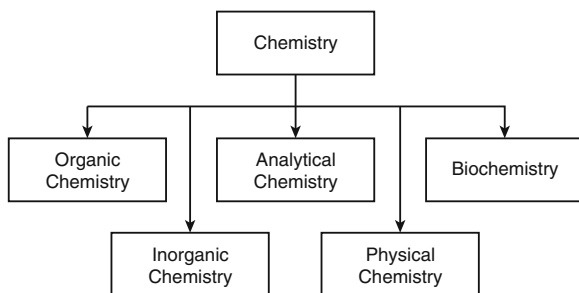 Chemistry
Organic
Chemistry
Analytical
Chemistry
Biochemistry
Inorganic
Chemistry
Physical
Chemistry